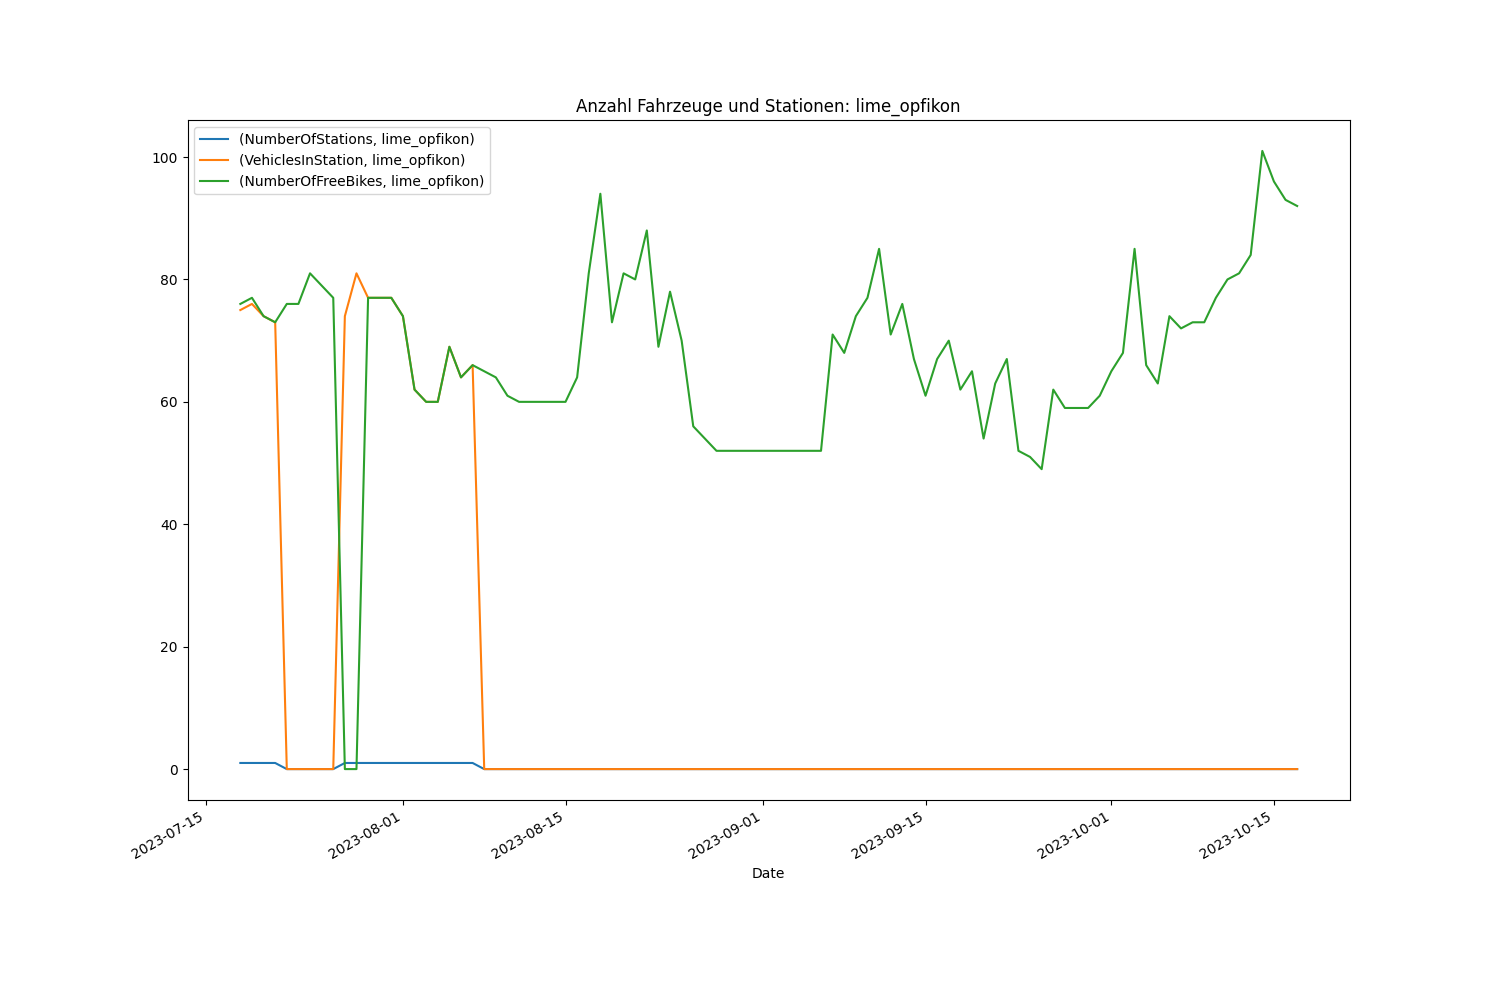 Anzahl Fahrzeuge und Stationen: lime_opfikon
(NumberOfStations, lime_opfikon)
(VehiclesInStation, lime_opfikon)
(NumberOfFreeBikes, lime_opfikon)
100
80
60
40
20
0
2023-07-15
2023-08-01
2023-08-15
2023-09-01
2023-09-15
2023-10-01
2023-10-15
Date